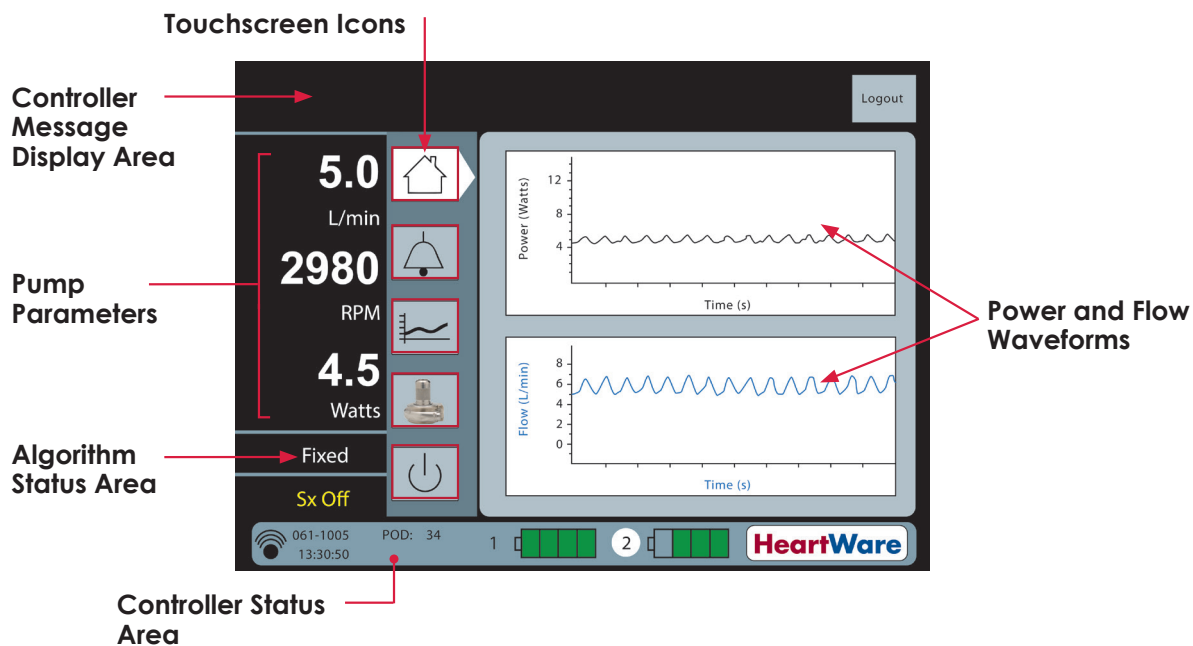 Touchscreen Icons
Controller
Message
Display Area
Logout
5.0
L/min
2980
RPM
4.5
Watts
Pump
Parameters
Power (Watts)
12
8
4
Time (s)
Power and Flow
Waveforms
Flow (L/min)
8
6
4
2
0
Time (s)
Algorithm
Status Area
Fixed
Sx Off
061-1005 POD: 34
13:30:50
1
2
HeartWare
Controller Status
Area